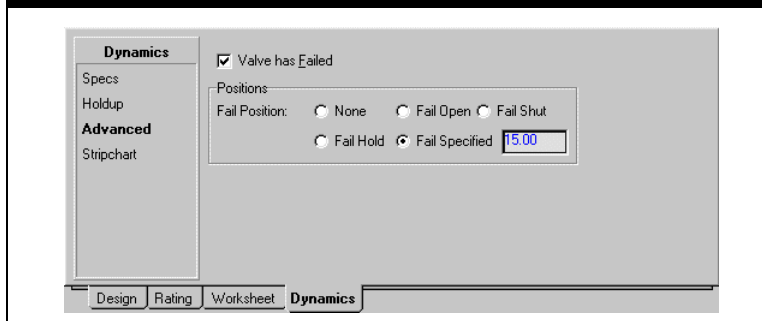 Dynamics
Specs
Holdup
Advanced
Stripchart
Valve has Failed
Positions
Fail Position: None Fail Open Fail Shut
Fail Hold Fail Specified 15.00
Design Rating Worksheet Dynamics